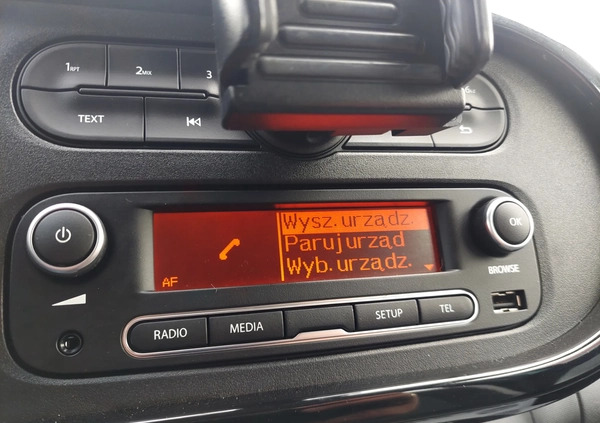 1RPT
2MIX
3
TEXT
Wysz.urządz.
OK
Parujurząd
Wyb.urządz.
AF
BROWSE
RADIO
MEDIA
SETUP
TEL